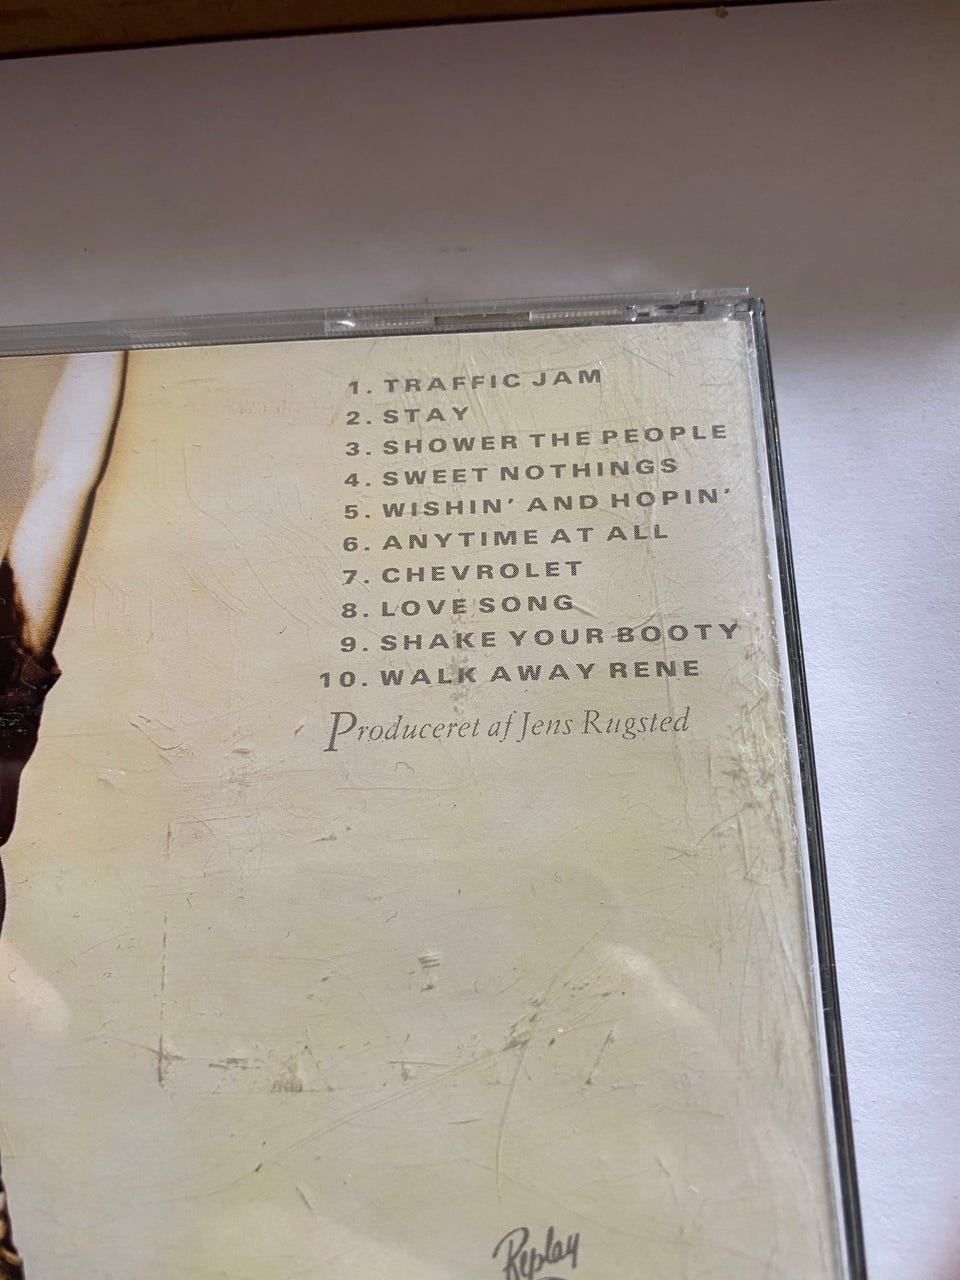 1. TRAFFIC JAM
2. STAY
3. SHOWER THE PEOPLE
4. SWEET NOTHINGS
5. WISHIN' AND HOPIN'
6. ANYTIME AT ALL
7. CHEVROLET
8. LOVE SONG
9. SHAKE YOUR BOOTY
10. WALK AWAY RENE
Produceret af Jens Rugsted
Replay